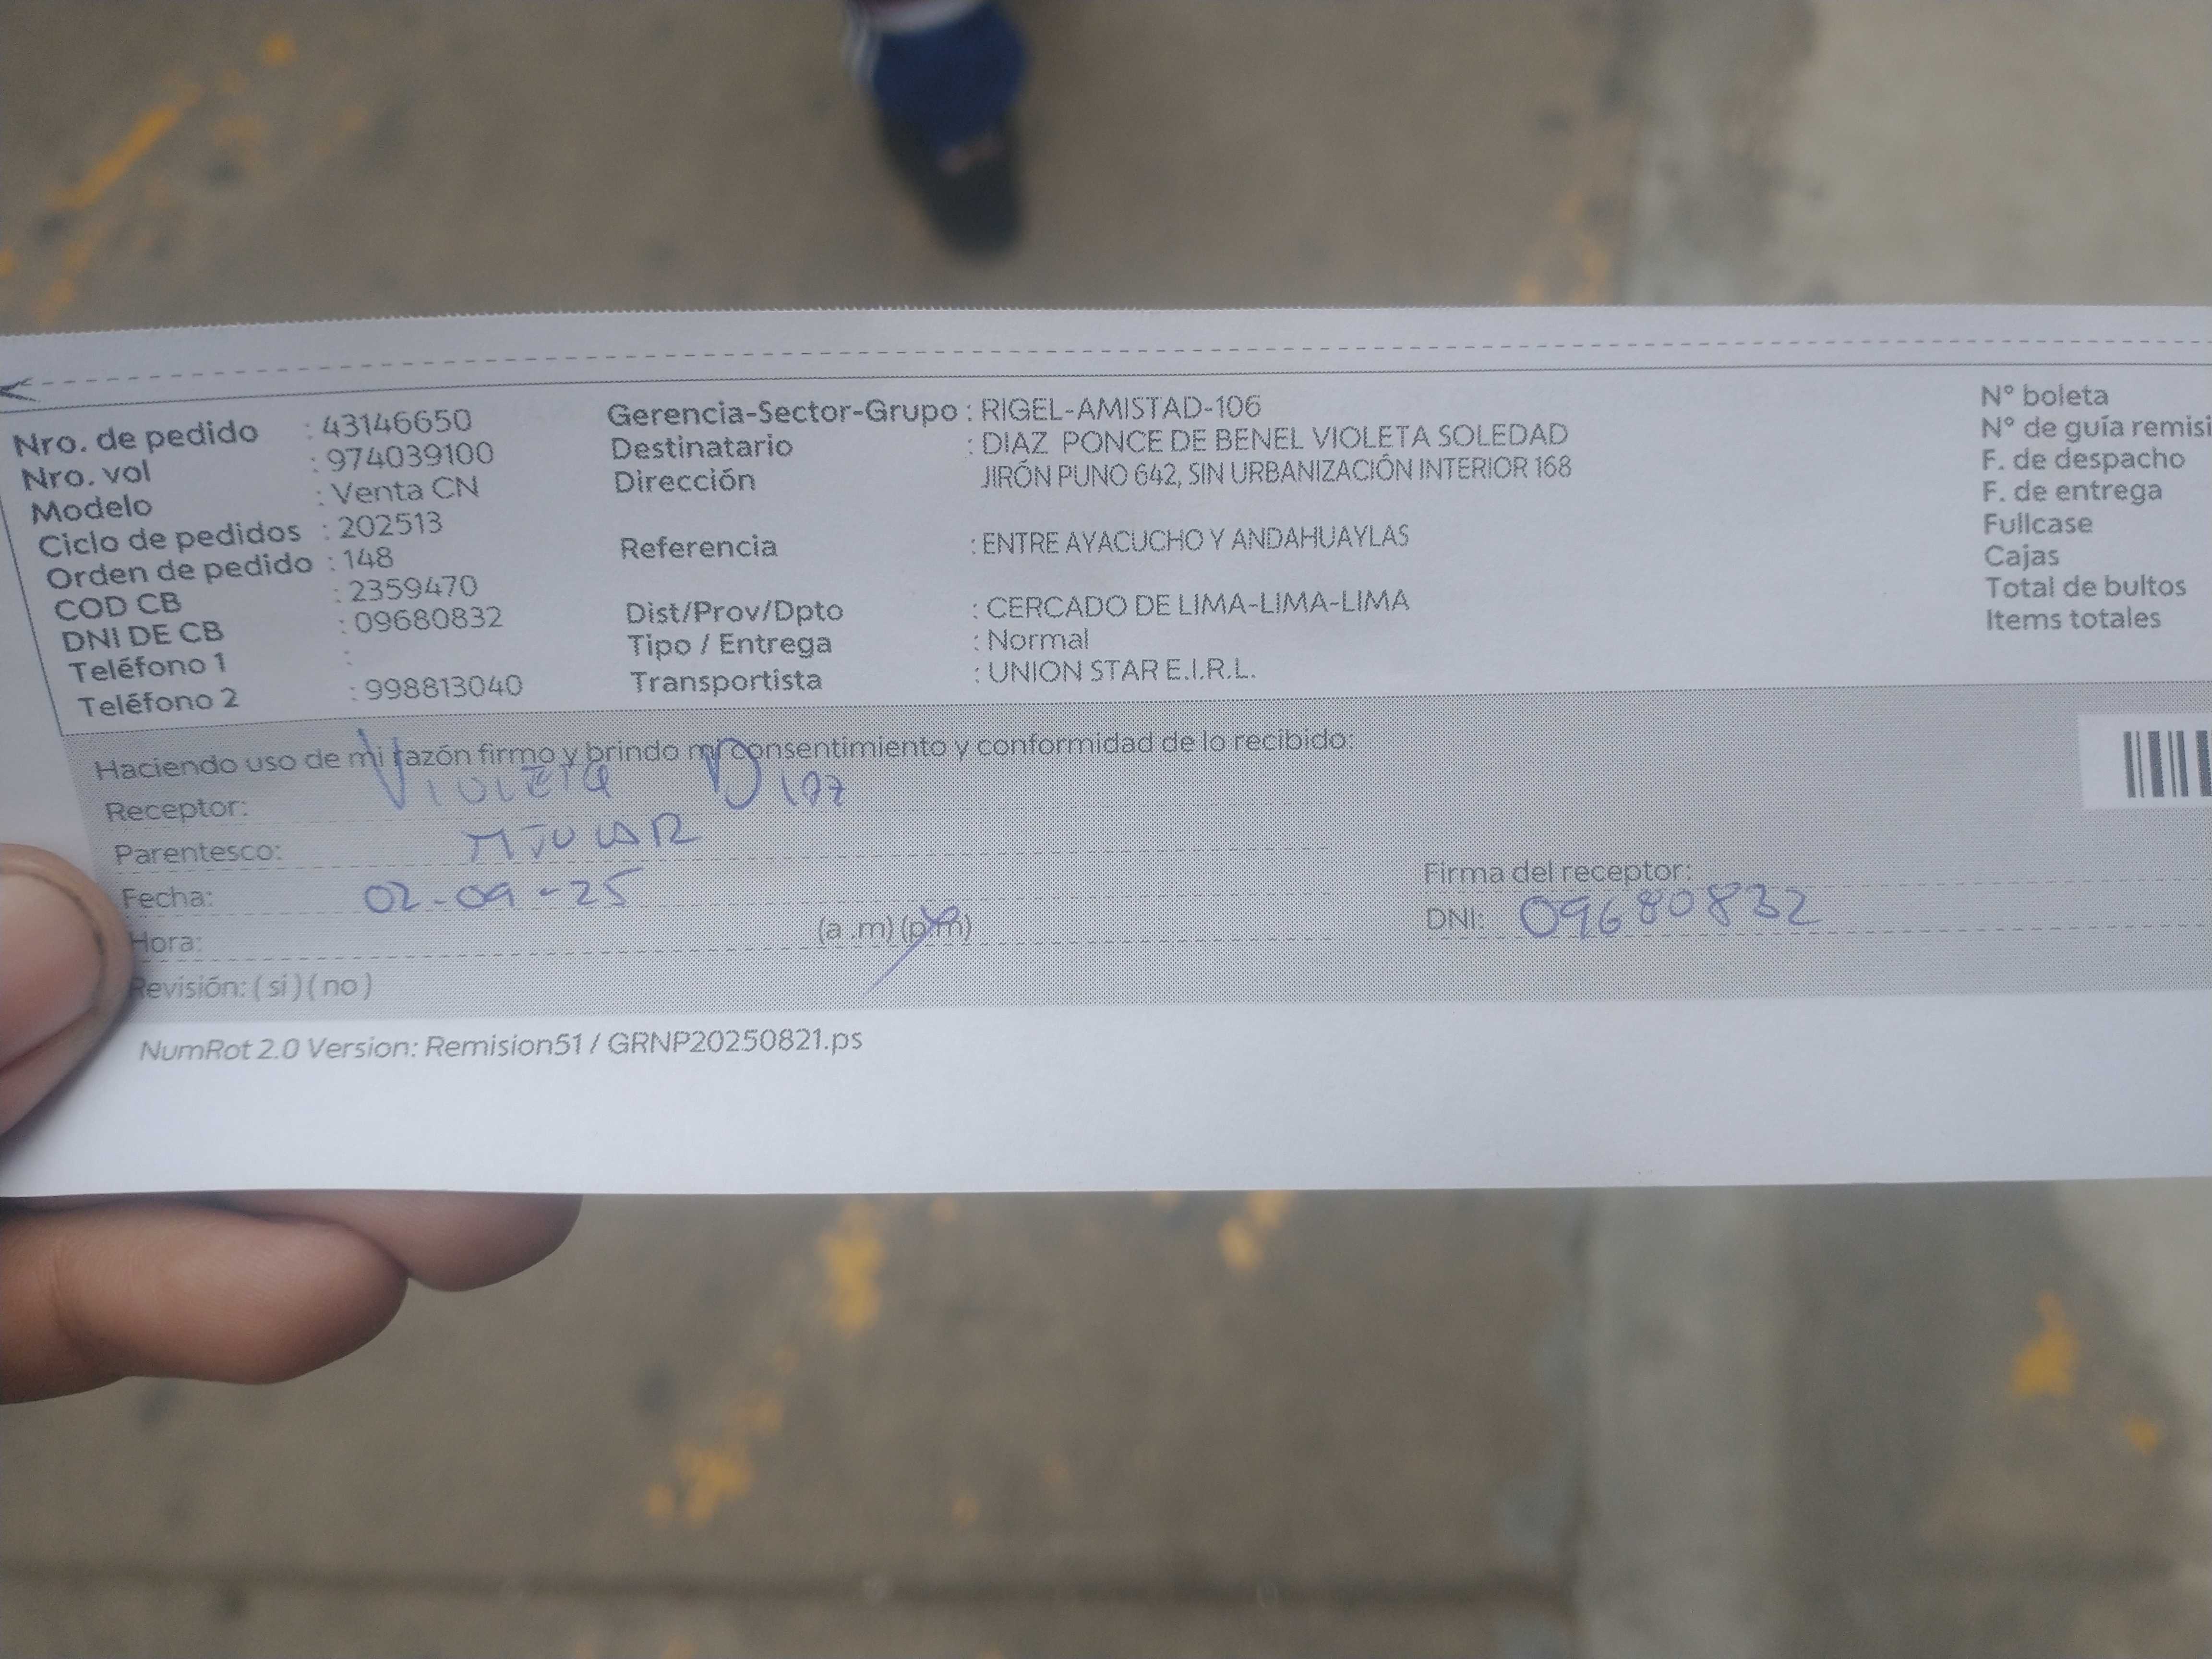 Nro. de pedido : 43146650
Nro. vol : 974039100
Modelo : Venta CN
Ciclo de pedidos : 202513
Orden de pedido : 148
COD CB : 2359470
DNI DE CB : 09680832
Teléfono 1 :
Teléfono 2 : 998813040
Gerencia-Sector-Grupo : RIGEL-AMISTAD-106
Destinatario : DIAZ PONCE DE BENEL VIOLETA SOLEDAD
Dirección JIRÓN PUNO 642, SIN URBANIZACIÓN INTERIOR 168
Referencia : ENTRE AYACUCHO Y ANDAHUAYLAS
Dist/Prov/Dpto : CERCADO DE LIMA-LIMA-LIMA
Tipo / Entrega : Normal
Transportista : UNION STAR E.I.R.L.
N° boleta
N° de guía remisi
F. de despacho
F. de entrega
Fullcase
Cajas
Total de bultos
Items totales
Haciendo uso de mi razón firmo y brindo mi consentimiento y conformidad de lo recibido:
Receptor: Violeta Diaz
Parentesco: TITULAR
Fecha: 02-09-25
Hora: (a .m) (p.m)
Revisión: ( si ) ( no )
Firma del receptor:
DNI: 09680832
NumRot 2.0 Version: Remision51 / GRNP20250821.ps